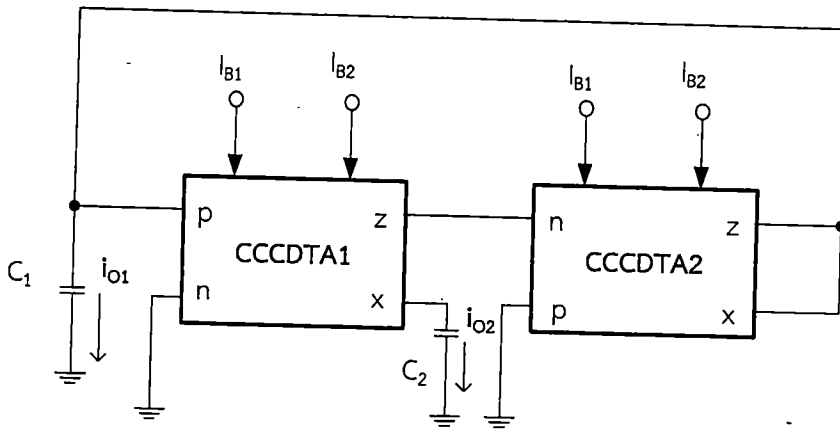 I_B1 I_B2 I_B1 I_B2
p z n z
CCCDTA1 CCCDTA2
C_1 i_O1 n x i_O2 p x
C_2